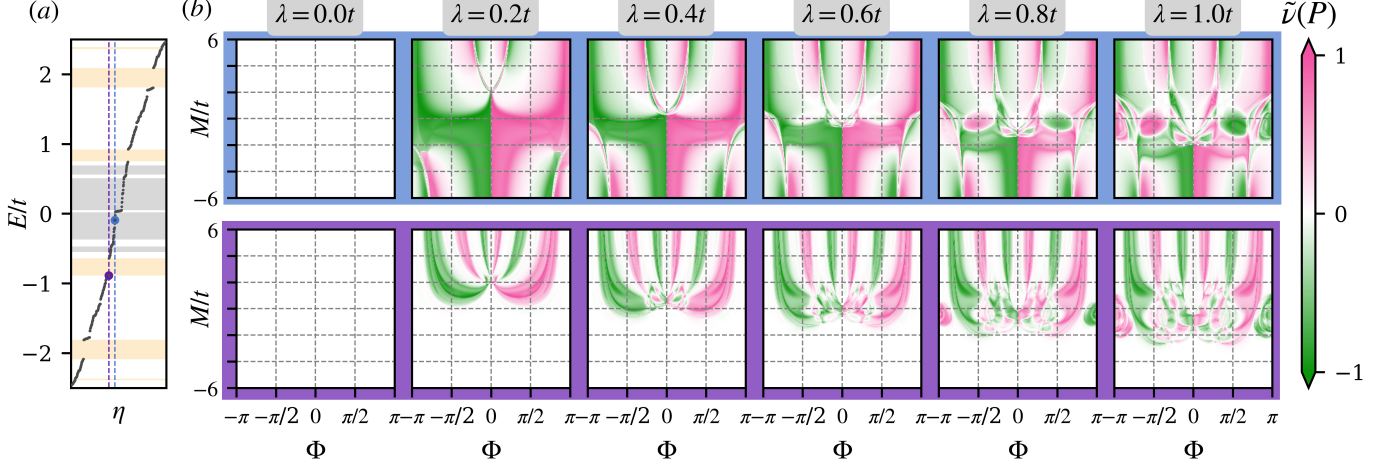 (a)
(b)
λ = 0.0t
λ = 0.2t
λ = 0.4t
λ = 0.6t
λ = 0.8t
λ = 1.0t
ν̃(P)
E/t
2
1
0
−1
−2
η
M/t
6
−6
M/t
6
−6
−π −π/2 0 π/2 π
−π −π/2 0 π/2 π
−π −π/2 0 π/2 π
−π −π/2 0 π/2 π
−π −π/2 0 π/2 π
−π −π/2 0 π/2 π
Φ
Φ
Φ
Φ
Φ
Φ
1
0
−1